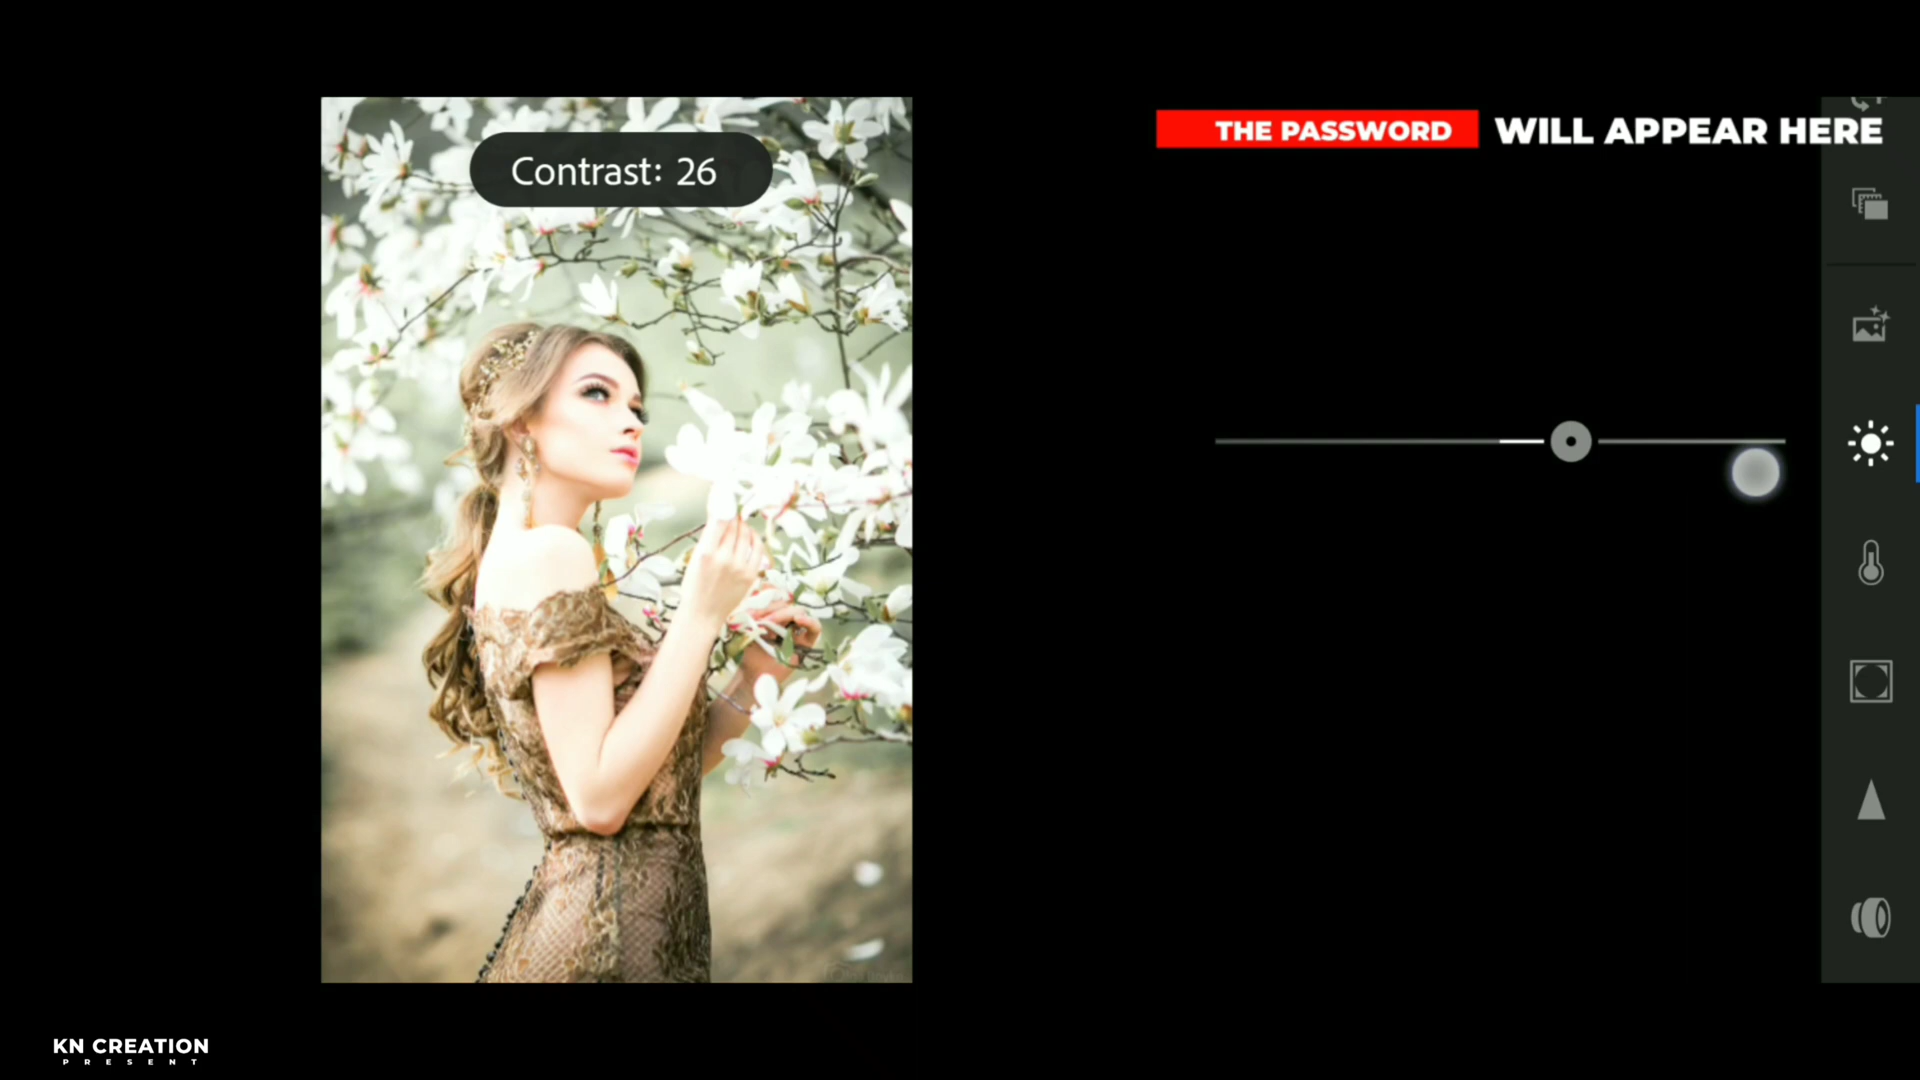 THE PASSWORD WILL APPEAR HERE
Contrast: 26
KN CREATION
PRESENT